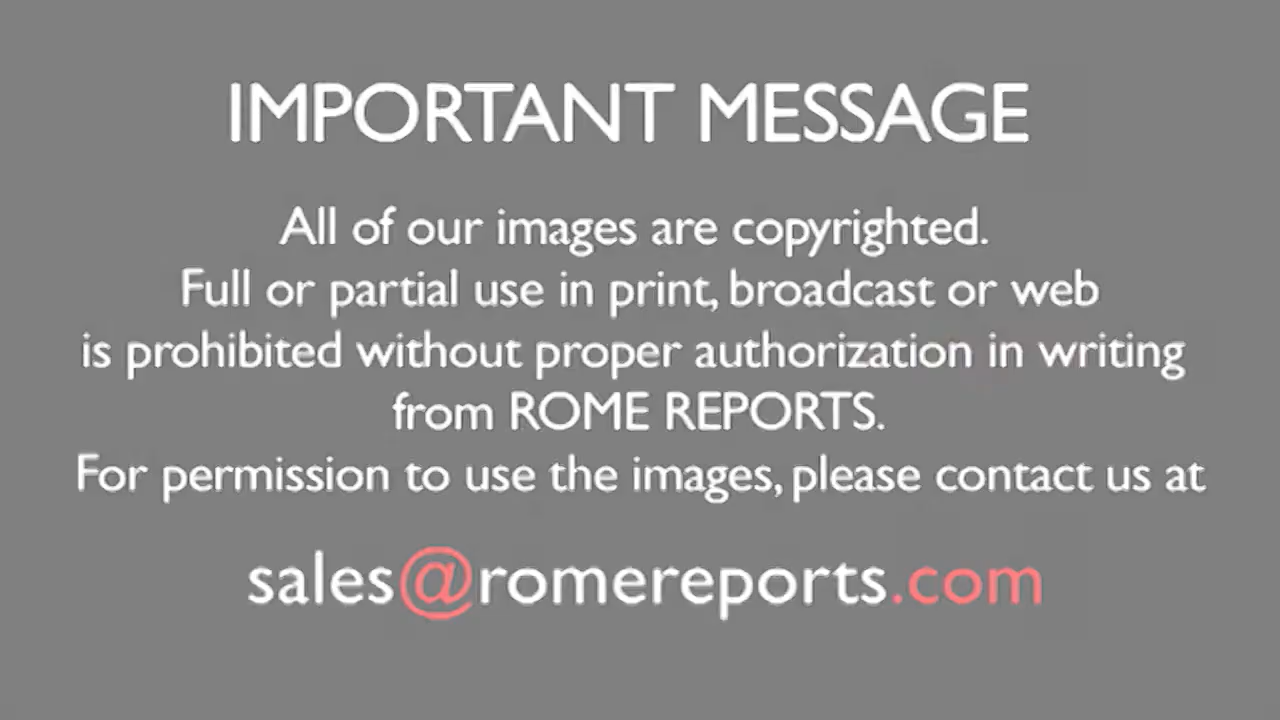 IMPORTANT MESSAGE
All of our images are copyrighted.
Full or partial use in print, broadcast or web
is prohibited without proper authorization in writing
from ROME REPORTS.
For permission to use the images, please contact us at
sales@romereports.com